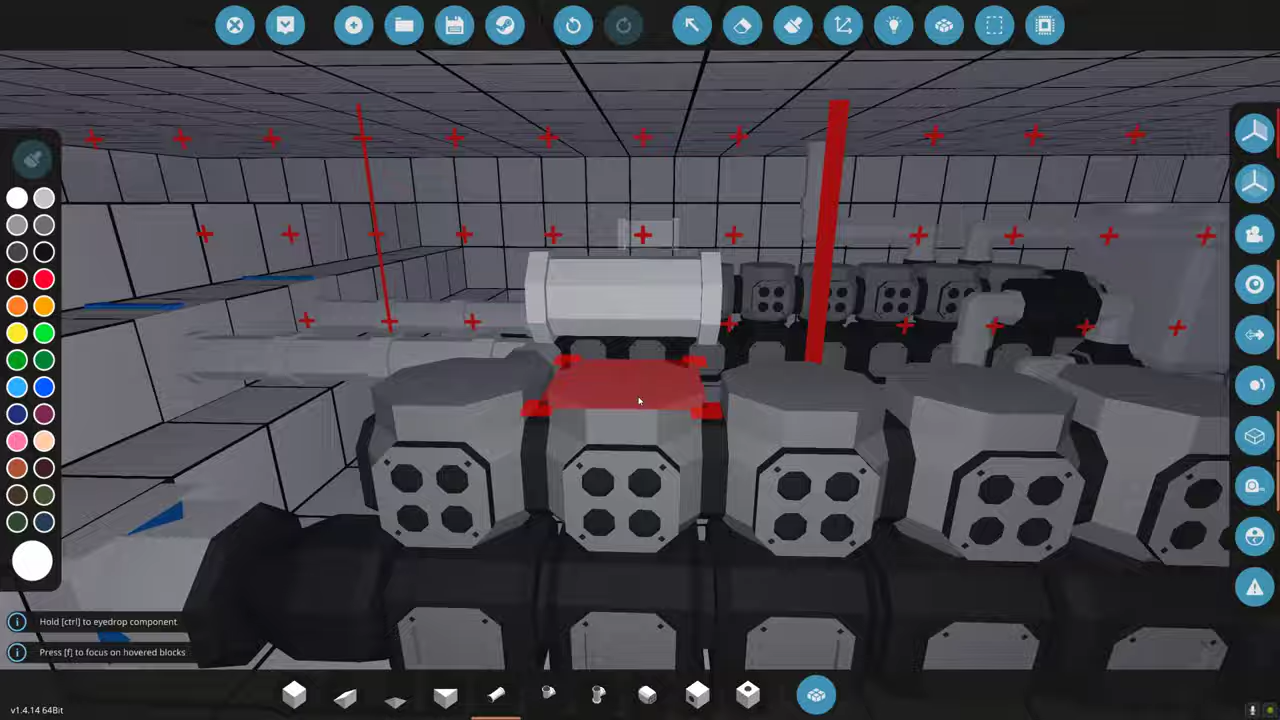 Hold [ctrl] to eyedrop component
Press [f] to focus on hovered blocks
v1.4.14 64Bit